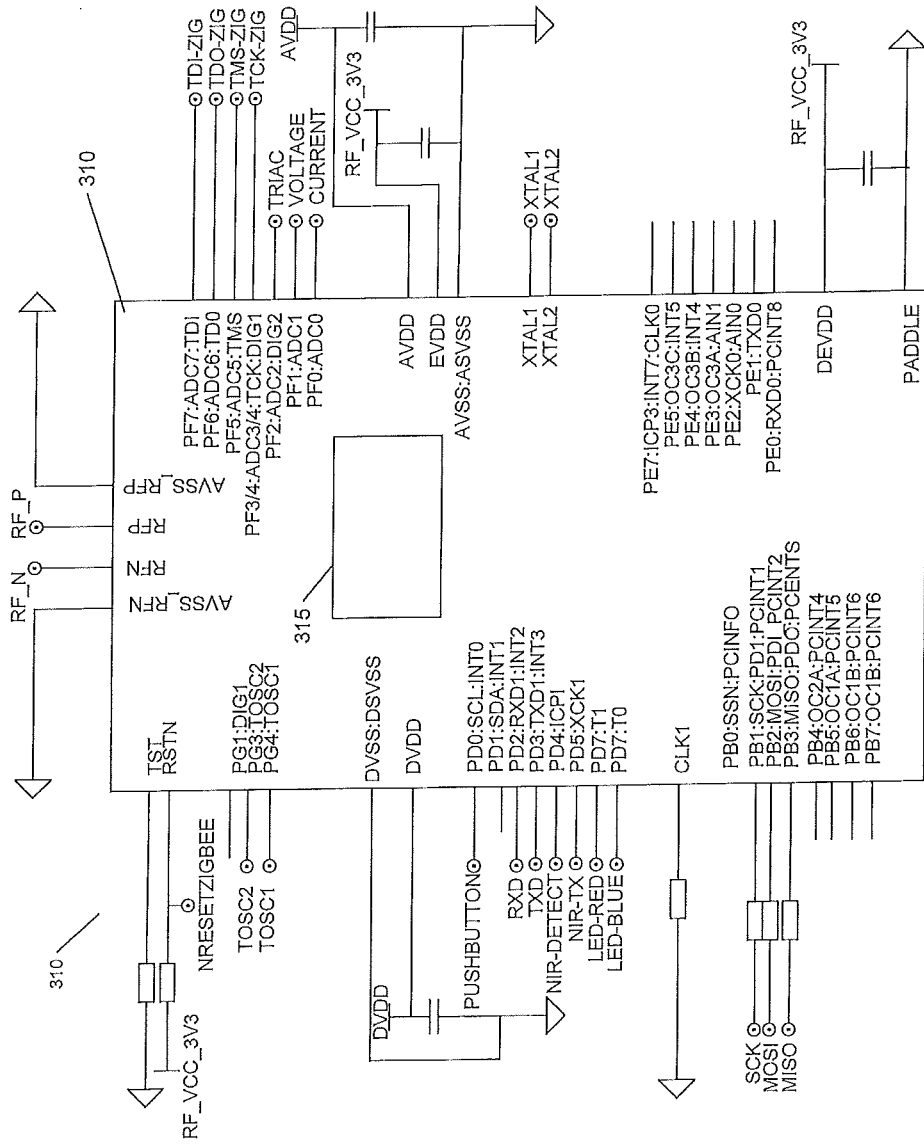 310
RF_VCC_3V3
NRESETZIGBEE
TOSC2
TOSC1
DVDD
PUSHBUTTON
RXD
TXD
NIR-DETECT
NIR-TX
LED-RED
LED-BLUE
SCK
MOSI
MISO
TST
RSTN
PG1:DIG1
PG3:TOSC2
PG4:TOSC1
DVSS:DSVSS
DVDD
PD0:SCL:INT0
PD1:SDA:INT1
PD2:RXD1:INT2
PD3:TXD1:INT3
PD4:ICPI
PD5:XCK1
PD7:T1
PD7:T0
CLK1
PB0:SSN:PCINFO
PB1:SCK:PD1:PCINT1
PB2:MOSI:PDI_PCINT2
PB3:MISO:PDO:PCENTS
PB4:OC2A:PCINT4
PB5:OC1A:PCINT5
PB6:OC1B:PCINT6
PB7:OC1B:PCINT6
RF_N
RF_P
AVSS_RFN
RFN
RFP
AVSS_RFP
315
310
PF7:ADC7:TDI
PF6:ADC6:TD0
PF5:ADC5:TMS
PF3/4:ADC3/4:TCK:DIG1
PF2:ADC2:DIG2
PF1:ADC1
PF0:ADC0
AVDD
EVDD
AVSS:ASVSS
XTAL1
XTAL2
PE7:ICP3:INT7:CLK0
PE5:OC3C:INT5
PE4:OC3B:INT4
PE3:OC3A:AIN1
PE2:XCK0:AIN0
PE1:TXD0
PE0:RXD0:PCINT8
DEVDD
PADDLE
TDI-ZIG
TDO-ZIG
TMS-ZIG
TCK-ZIG
TRIAC
VOLTAGE
CURRENT
AVDD
RF_VCC_3V3
XTAL1
XTAL2
RF_VCC_3V3